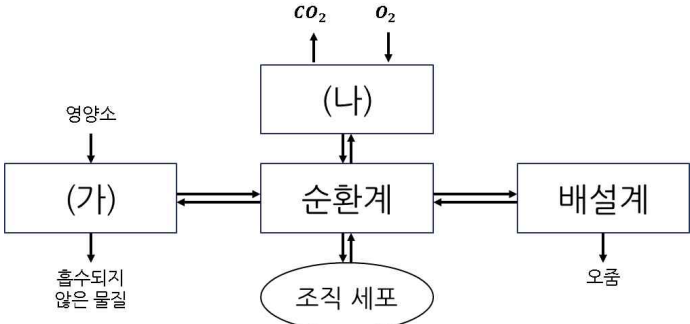 CO₂
O₂
(나)
영양소
(가)
순환계
배설계
흡수되지
않은 물질
오줌
조직 세포